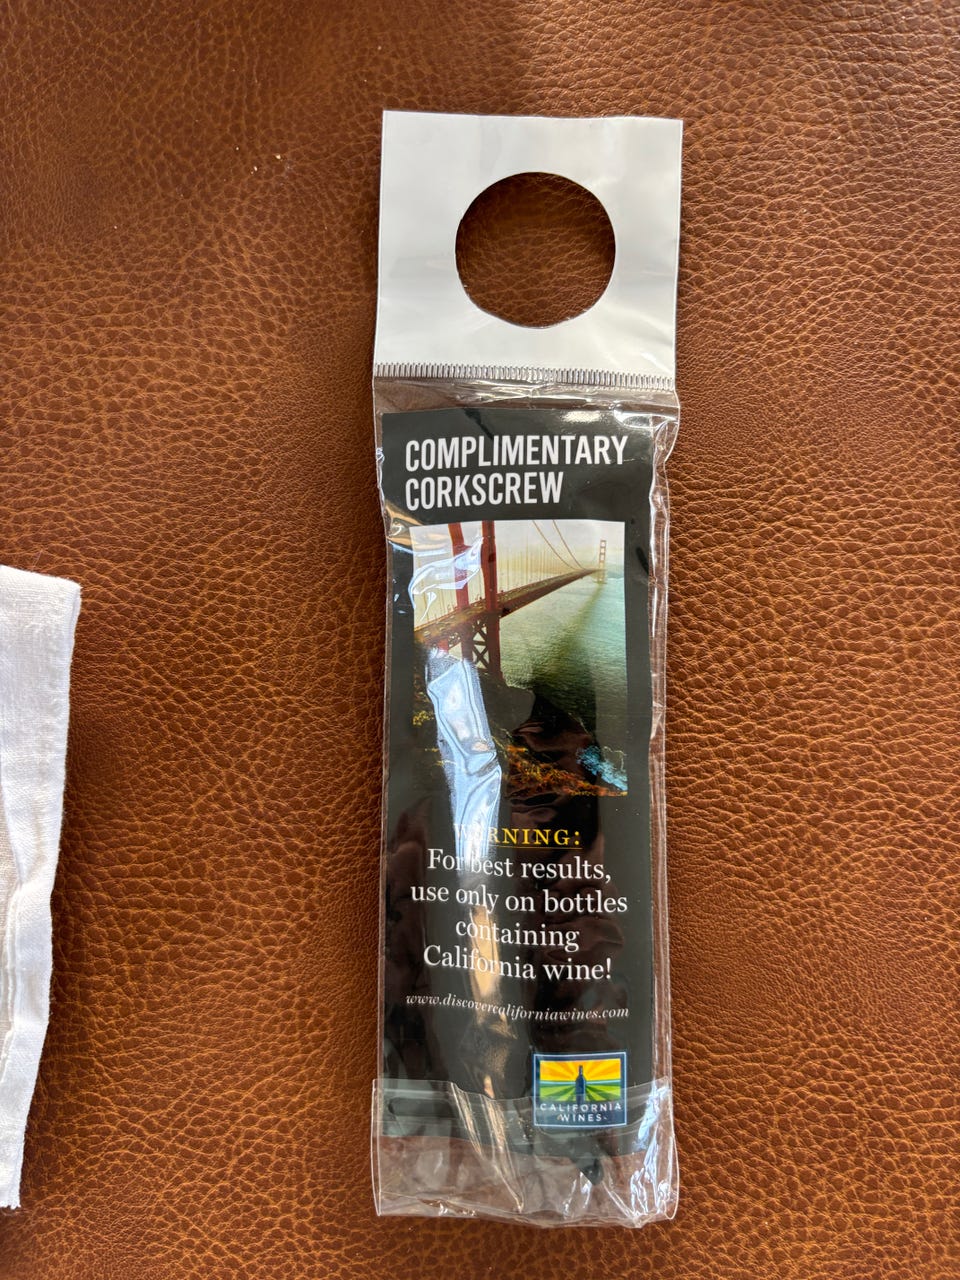 COMPLIMENTARY
CORKSCREW
WARNING:
For best results,
use only on bottles
containing
California wine!
www.discovercaliforniawines.com
CALIFORNIA
WINES